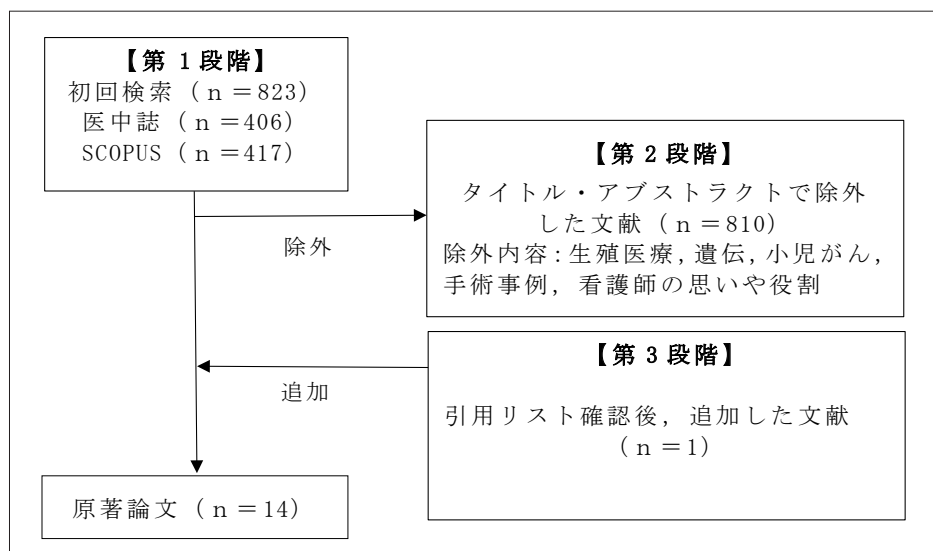 【第 1 段階】
初回検索（n＝823）
医中誌（n＝406）
SCOPUS（n＝417）
【第 2 段階】
タイトル・アブストラクトで除外
した文献（n＝810）
除外内容:生殖医療,遺伝,小児がん,
手術事例, 看護師の思いや役割
除外
【第 3 段階】
追加
引用リスト確認後, 追加した文献
（n＝1）
原著論文（n＝14）